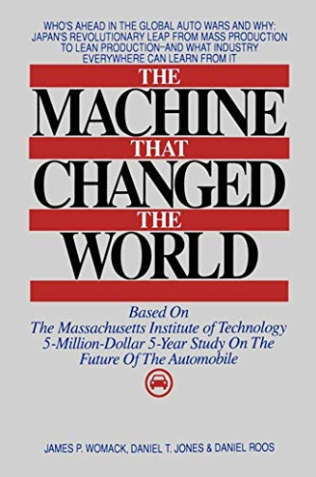 WHO'S AHEAD IN THE GLOBAL AUTO WARS AND WHY:
JAPAN'S REVOLUTIONARY LEAP FROM MASS PRODUCTION
TO LEAN PRODUCTION–AND WHAT INDUSTRY
EVERYWHERE CAN LEARN FROM IT
THE
MACHINE
THAT
CHANGED
THE
WORLD
Based On
The Massachusetts Institute of Technology
5-Million-Dollar 5-Year Study On The
Future Of The Automobile
JAMES P. WOMACK, DANIEL T. JONES & DANIEL ROOS